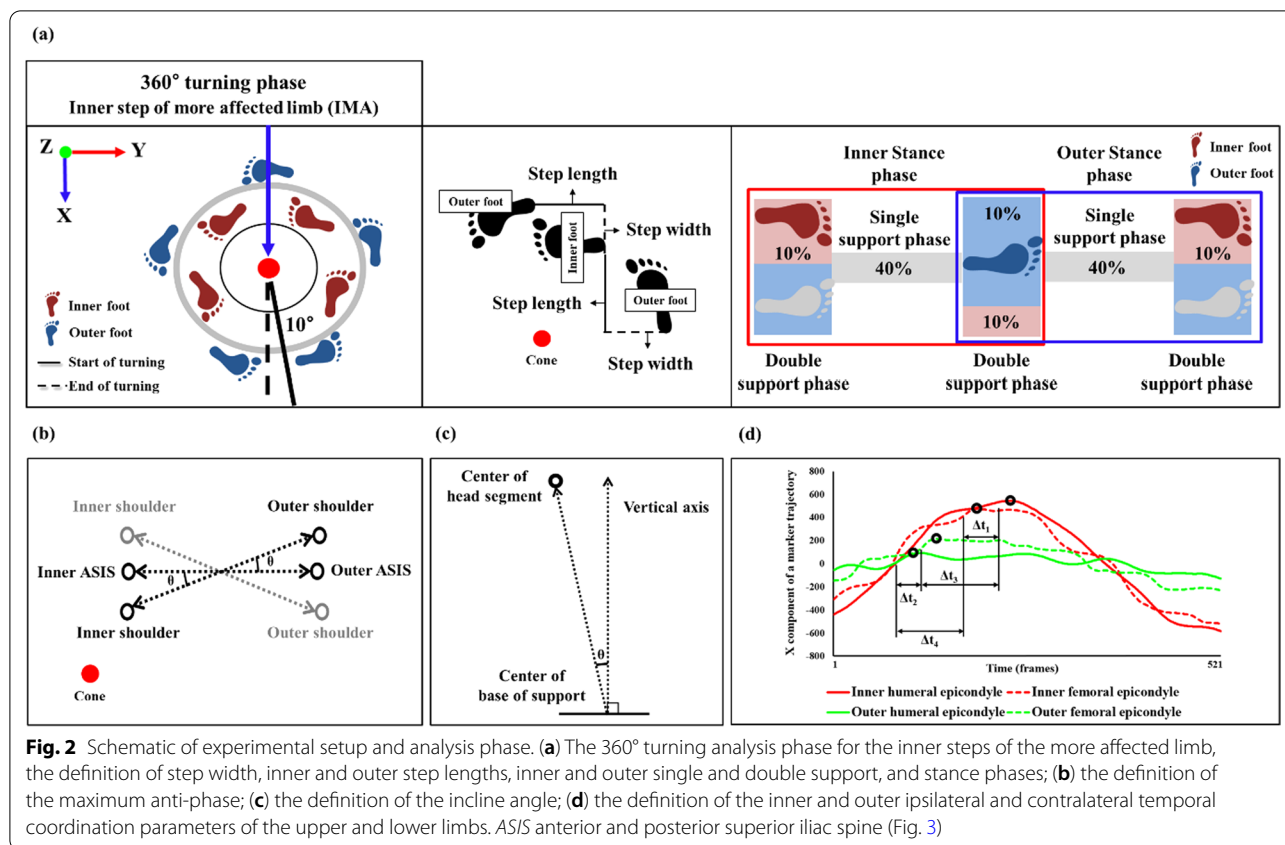 (a)
360° turning phase
Inner step of more affected limb (IMA)
Z
Y
X
10°
Inner foot
Outer foot
Start of turning
End of turning
Step length
Outer foot
Inner foot
Step width
Step length
Outer foot
Cone
Step width
Inner Stance
phase
Outer Stance
phase
Inner foot
Outer foot
10%
Single
support phase
40%
10%
10%
Single
support phase
40%
10%
Double
support phase
Double
support phase
Double
support phase
(b)
Inner shoulder
Outer shoulder
Inner ASIS
θ
θ
Outer ASIS
Inner shoulder
Outer shoulder
Cone
(c)
Center of
head segment
Vertical axis
θ
Center of
base of support
(d)
X component of a marker trajectory
800
600
400
200
0
-200
-400
-600
-800
Δt1
Δt2
Δt3
Δt4
1
Time (frames)
521
Inner humeral epicondyle
Inner femoral epicondyle
Outer humeral epicondyle
Outer femoral epicondyle
Fig. 2 Schematic of experimental setup and analysis phase. (a) The 360° turning analysis phase for the inner steps of the more affected limb,
the definition of step width, inner and outer step lengths, inner and outer single and double support, and stance phases; (b) the definition of
the maximum anti-phase; (c) the definition of the incline angle; (d) the definition of the inner and outer ipsilateral and contralateral temporal
coordination parameters of the upper and lower limbs. ASIS anterior and posterior superior iliac spine (Fig. 3)